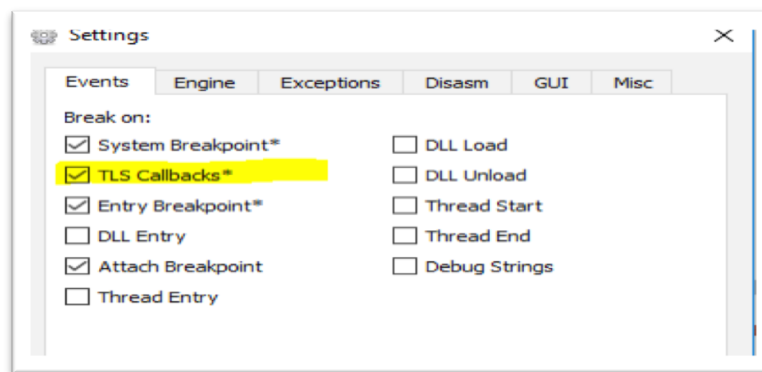 Settings
Events Engine Exceptions Disasm GUI Misc
Break on:
System Breakpoint* DLL Load
TLS Callbacks* DLL Unload
Entry Breakpoint* Thread Start
DLL Entry Thread End
Attach Breakpoint Debug Strings
Thread Entry